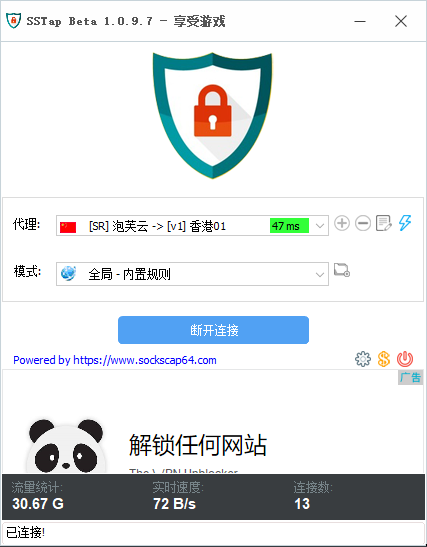 SSTap Beta 1.0.9.7 - 享受游戏
代理: [SR] 泡芙云 -> [v1] 香港01 47 ms
模式: 全局 - 内置规则
断开连接
Powered by https://www.sockscap64.com
广告
解锁任何网站
流量统计: 实时速度: 连接数:
30.67 G 72 B/s 13
已连接!